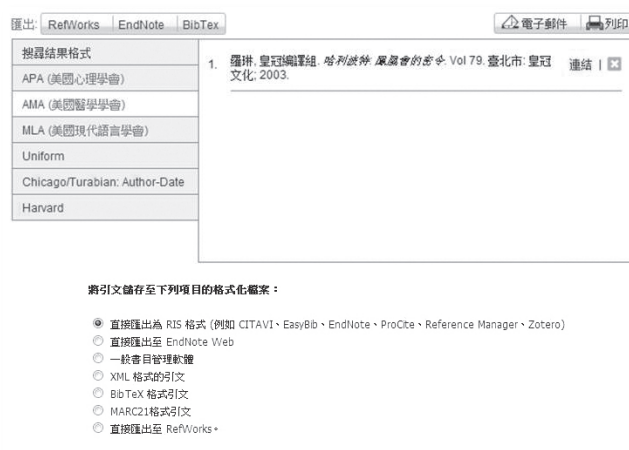 匯出: RefWorks EndNote BibTex 電子郵件 列印
搜尋結果格式
APA (美國心理學會)
AMA (美國醫學學會)
MLA (美國現代語言學會)
Uniform
Chicago/Turabian: Author-Date
Harvard
1. 羅琳, 皇冠編譯組. 哈利波特: 鳳凰會的密令. Vol 79. 臺北市: 皇冠 連結 |
文化; 2003.
將引文儲存至下列項目的格式化檔案：
直接匯出為 RIS 格式 (例如 CITAVI、EasyBib、EndNote、ProCite、Reference Manager、Zotero)
直接匯出至 EndNote Web
一般書目管理軟體
XML 格式的引文
BibTeX 格式引文
MARC21格式引文
直接匯出至 RefWorks。